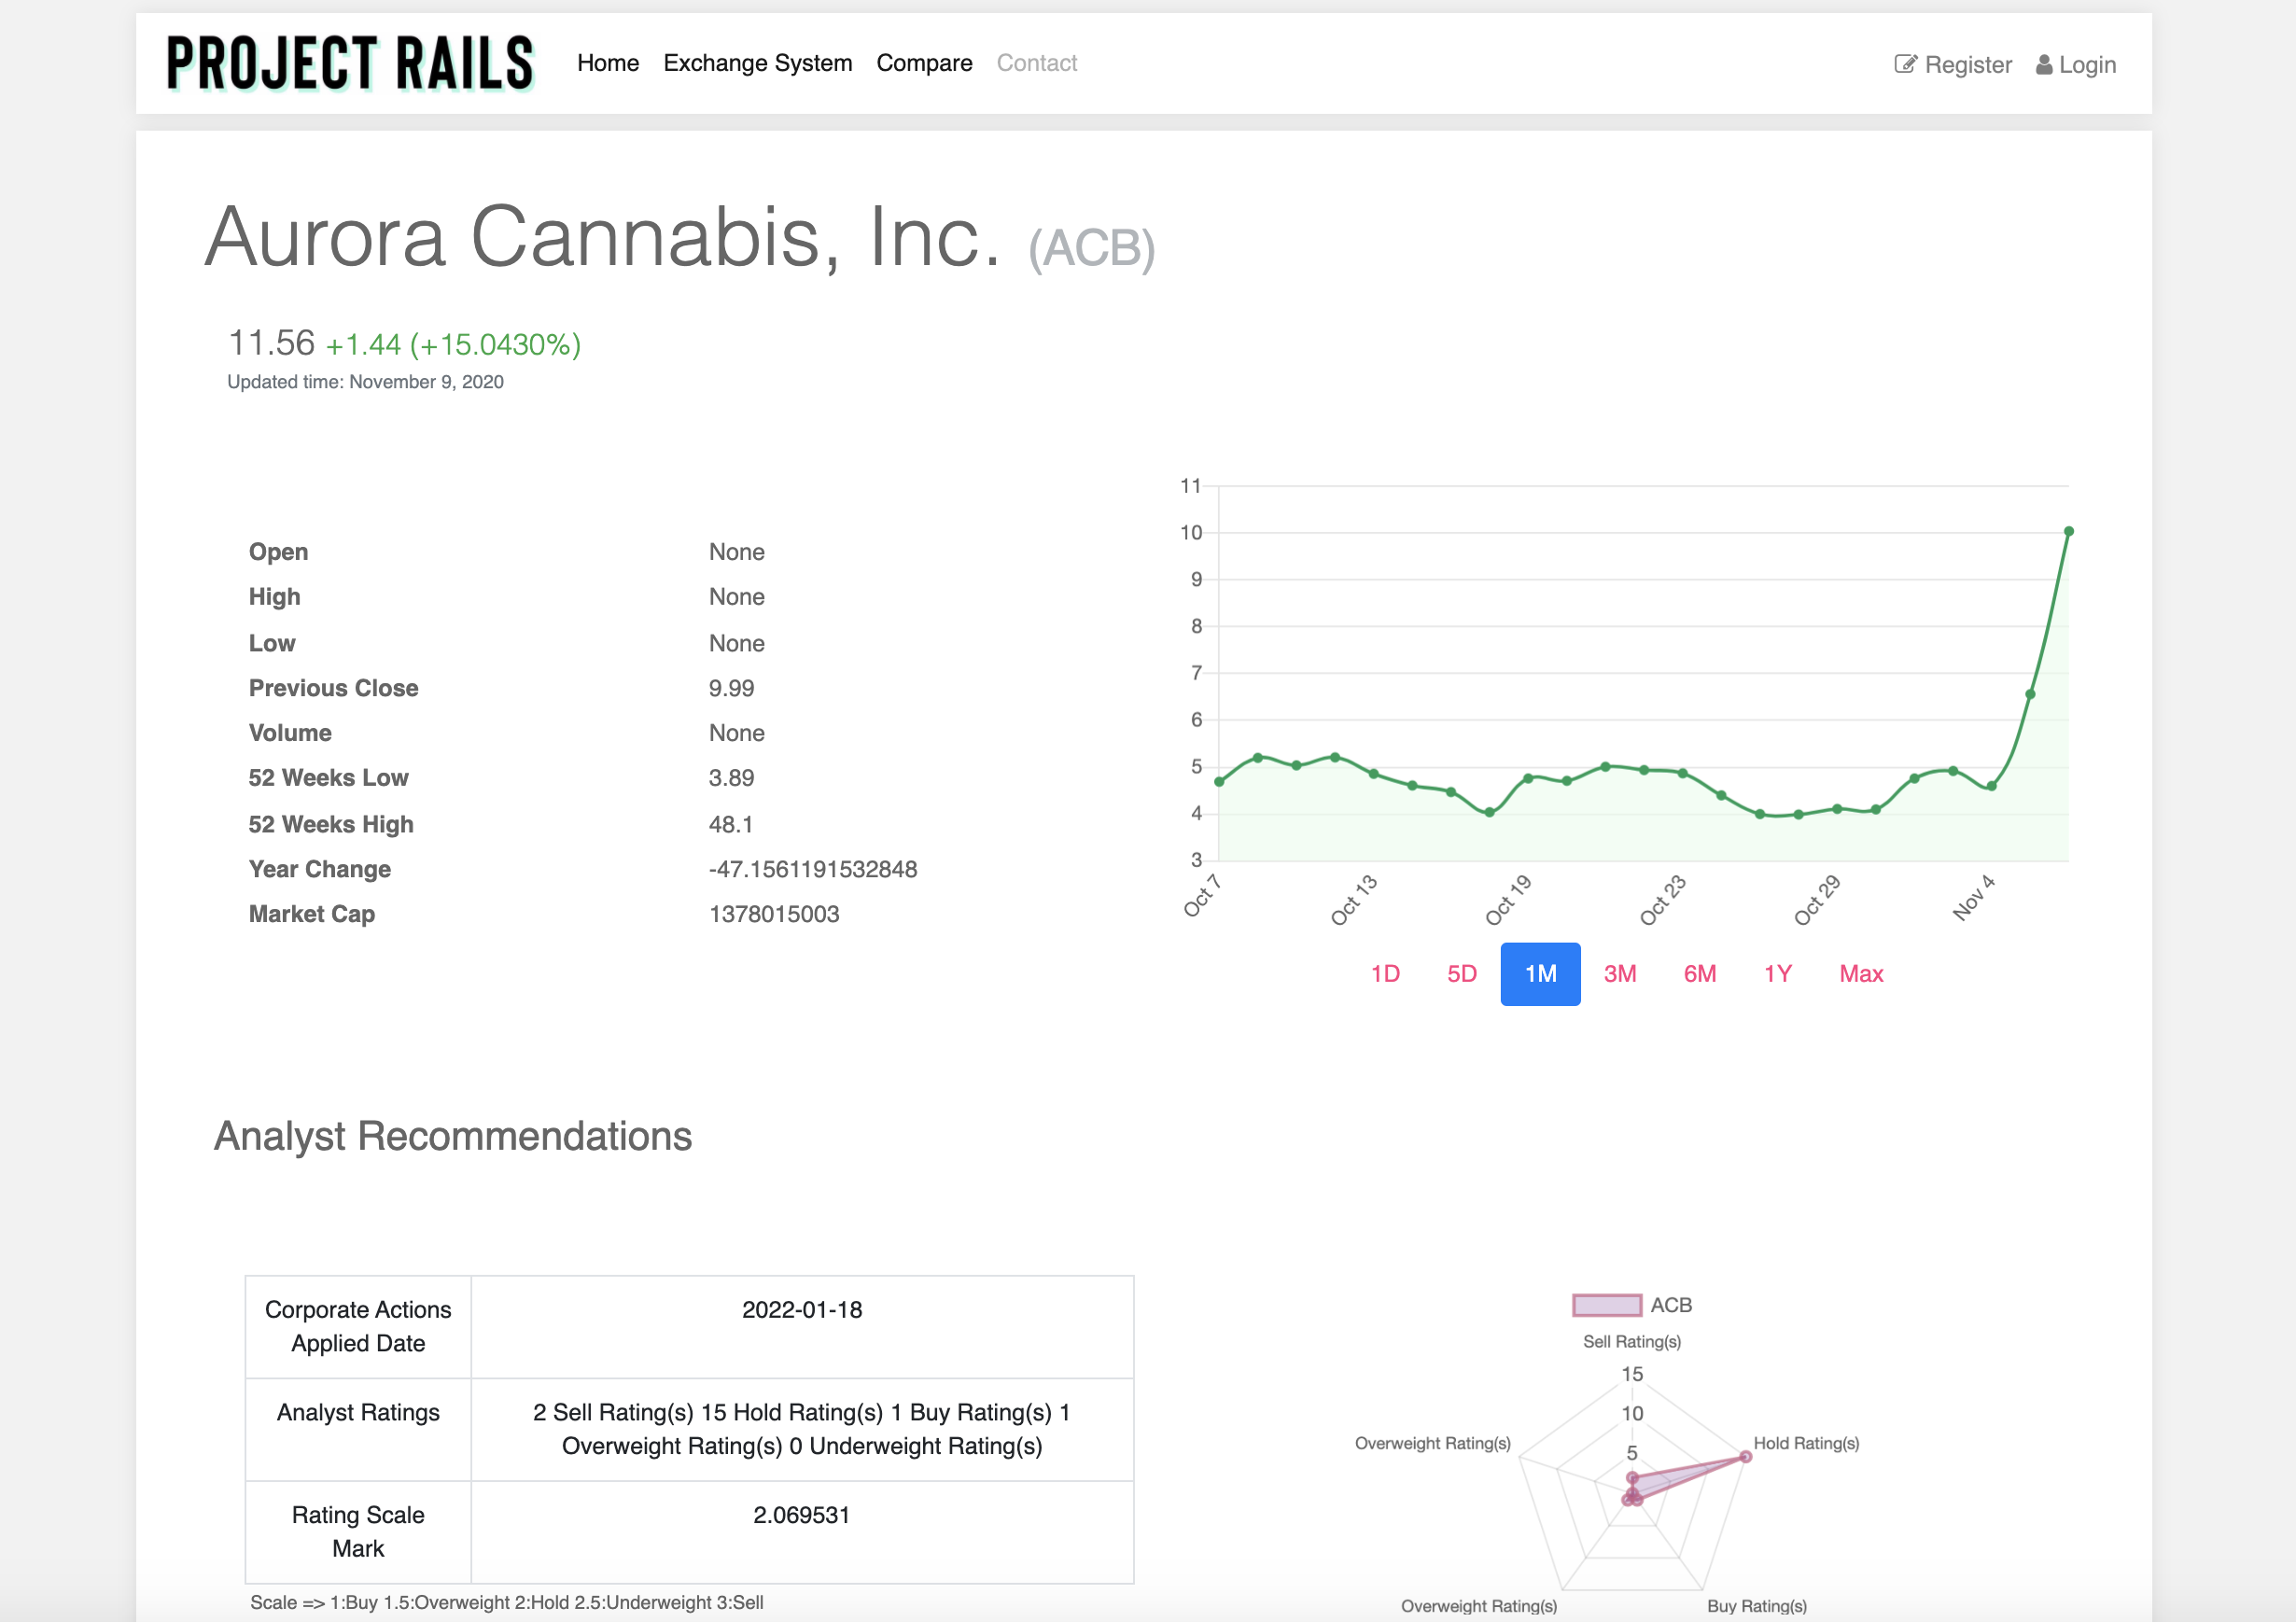 PROJECT RAILS
Home Exchange System Compare Contact
Register Login
Aurora Cannabis, Inc. (ACB)
11.56 +1.44 (+15.0430%)
Updated time: November 9, 2020
Open None
High None
Low None
Previous Close 9.99
Volume None
52 Weeks Low 3.89
52 Weeks High 48.1
Year Change -47.1561191532848
Market Cap 1378015003
11
10
9
8
7
6
5
4
3
Oct 7 Oct 13 Oct 19 Oct 23 Oct 29 Nov 4
1D 5D 1M 3M 6M 1Y Max
Analyst Recommendations
Corporate Actions
Applied Date
2022-01-18
Analyst Ratings
2 Sell Rating(s) 15 Hold Rating(s) 1 Buy Rating(s) 1
Overweight Rating(s) 0 Underweight Rating(s)
Rating Scale
Mark
2.069531
Scale => 1:Buy 1.5:Overweight 2:Hold 2.5:Underweight 3:Sell
ACB
Sell Rating(s)
15
10
5
Overweight Rating(s) Hold Rating(s)
Overweight Rating(s) Buy Rating(s)